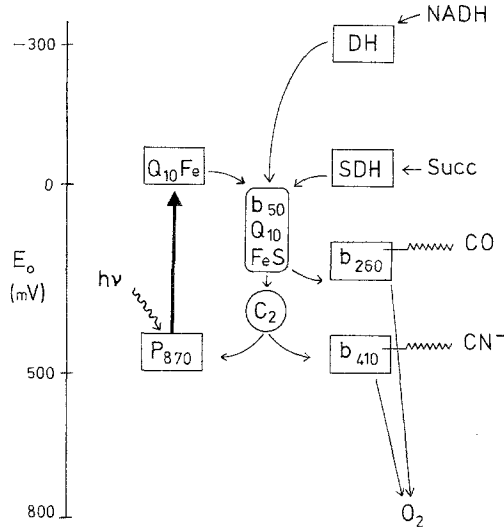 NADH
-300
DH
Q10Fe
SDH
Succ
0
b50
Q10
FeS
b260
CO
Eo
(mV)
hν
C2
P870
b410
CN⁻
500
800
O2